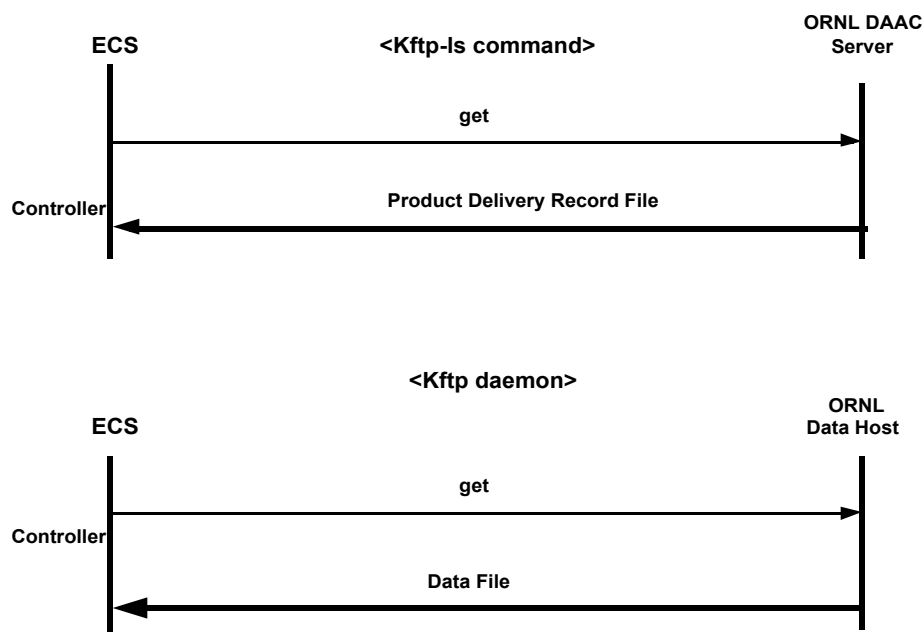 ORNL DAAC
Server
ECS
<Kftp-ls command>
get
Controller
Product Delivery Record File
<Kftp daemon>
ORNL
Data Host
ECS
get
Controller
Data File